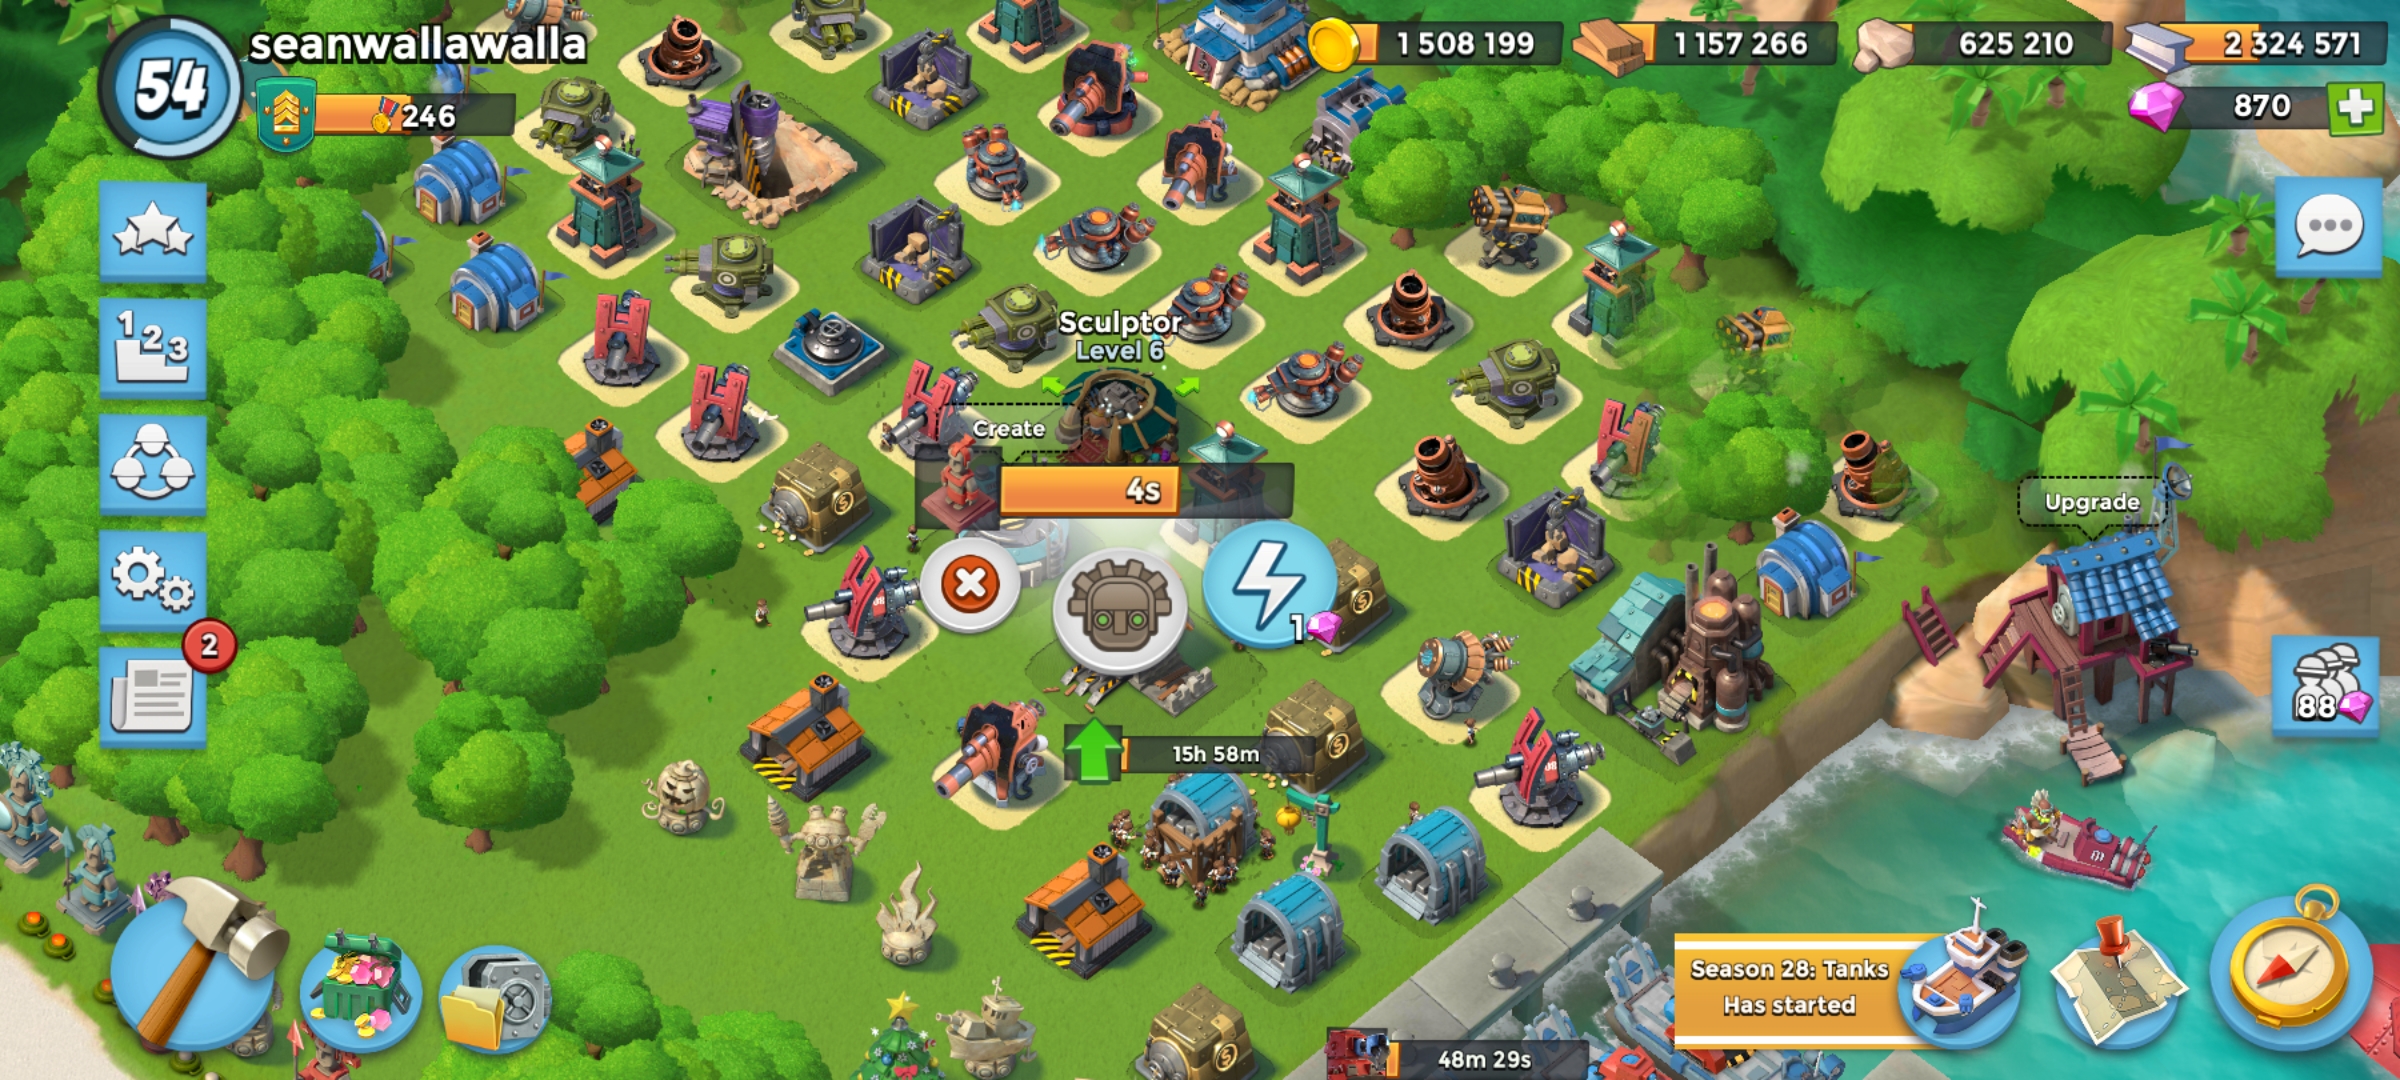 54
seanwallawalla
246
1 508 199
1 157 266
625 210
2 324 571
870
123
Sculptor
Level 6
Create
4s
Upgrade
1
2
88
15h 58m
Season 28: Tanks
Has started
48m 29s